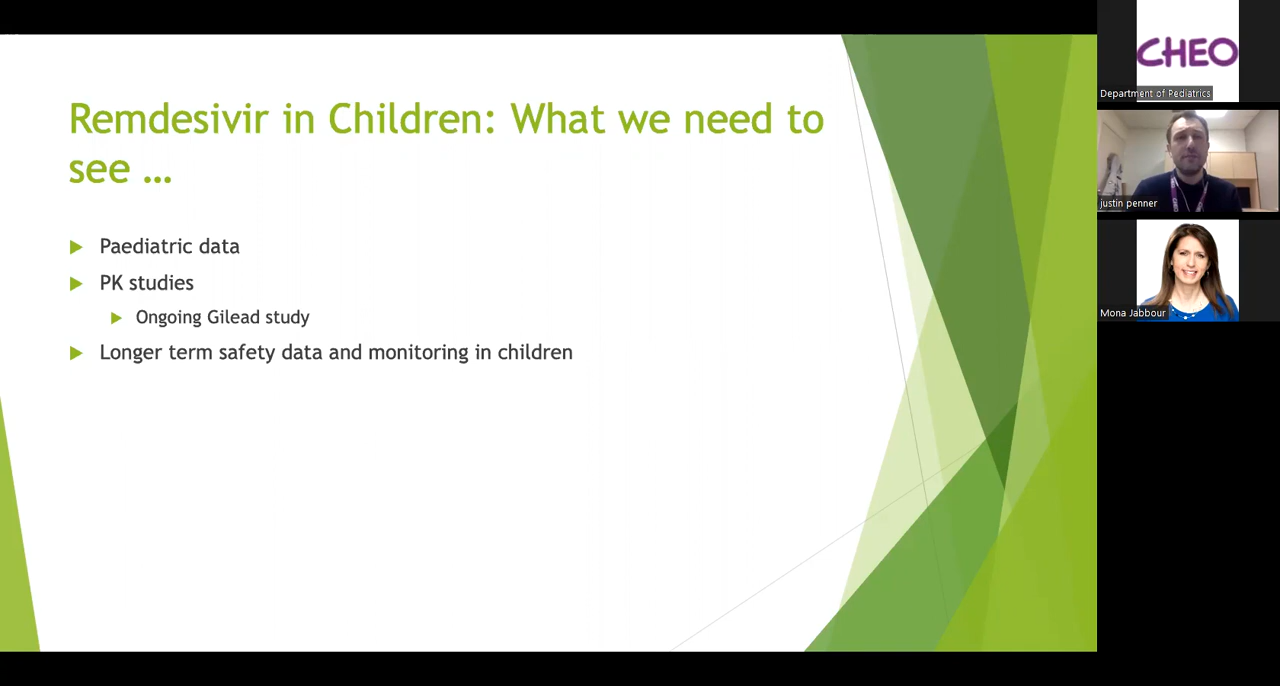 Remdesivir in Children: What we need to
see ...
Paediatric data
PK studies
Ongoing Gilead study
Longer term safety data and monitoring in children
CHEO
Department of Pediatrics
justin penner
Mona Jabbour